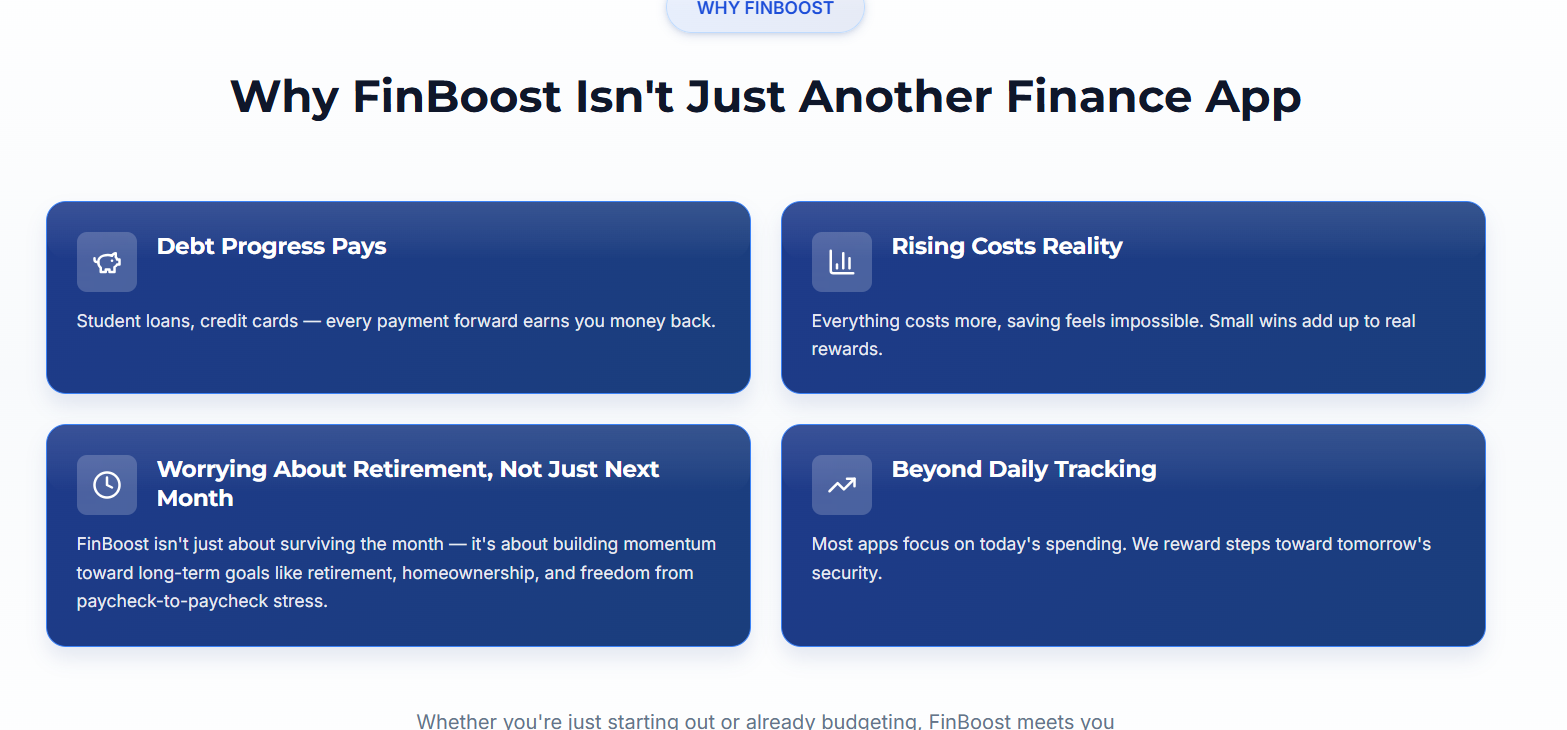 WHY FINBOOST
Why FinBoost Isn't Just Another Finance App
Debt Progress Pays
Student loans, credit cards — every payment forward earns you money back.
Rising Costs Reality
Everything costs more, saving feels impossible. Small wins add up to real
rewards.
Worrying About Retirement, Not Just Next
Month
FinBoost isn't just about surviving the month — it's about building momentum
toward long-term goals like retirement, homeownership, and freedom from
paycheck-to-paycheck stress.
Beyond Daily Tracking
Most apps focus on today's spending. We reward steps toward tomorrow's
security.
Whether you're just starting out or already budgeting, FinBoost meets you